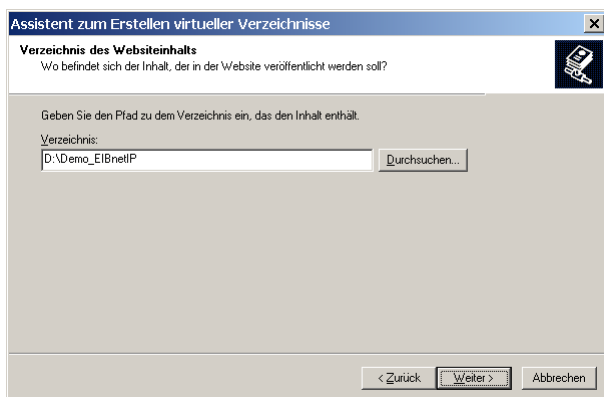 Assistent zum Erstellen virtueller Verzeichnisse
Verzeichnis des Websiteinhalts
Wo befindet sich der Inhalt, der in der Website veröffentlicht werden soll?
Geben Sie den Pfad zu dem Verzeichnis ein, das den Inhalt enthält.
Verzeichnis:
D:\Demo_EIBnetIP
Durchsuchen...
< Zurück
Weiter >
Abbrechen